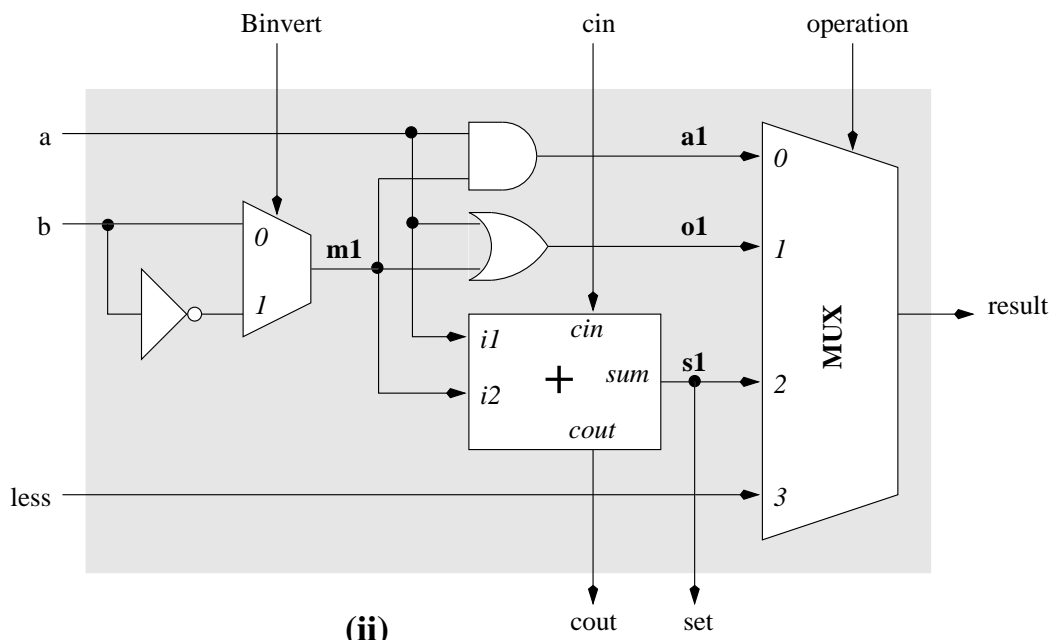 Binvert
cin
operation
a
a1
0
b
0
m1
o1
1
1
cin
i1
MUX
result
+
sum
s1
2
i2
cout
less
3
cout
set
(ii)